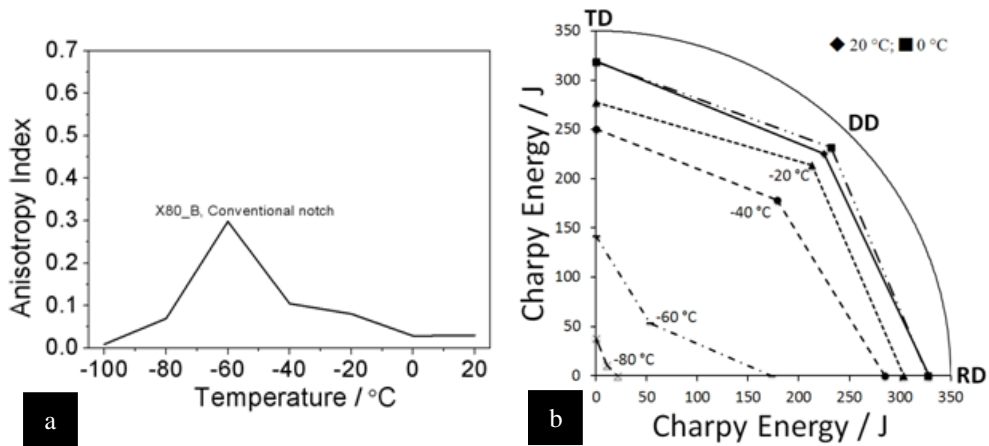 0.7
0.6
0.5
0.4
0.3
0.2
0.1
0.0
Anisotropy Index
X80_B, Conventional notch
-100 -80 -60 -40 -20 0 20
Temperature / °C
a
TD
350
300
250
200
150
100
50
0
Charpy Energy / J
◆ 20 °C; ■ 0 °C
DD
-20 °C
-40 °C
-60 °C
-80 °C
RD
0 50 100 150 200 250 300 350
Charpy Energy / J
b